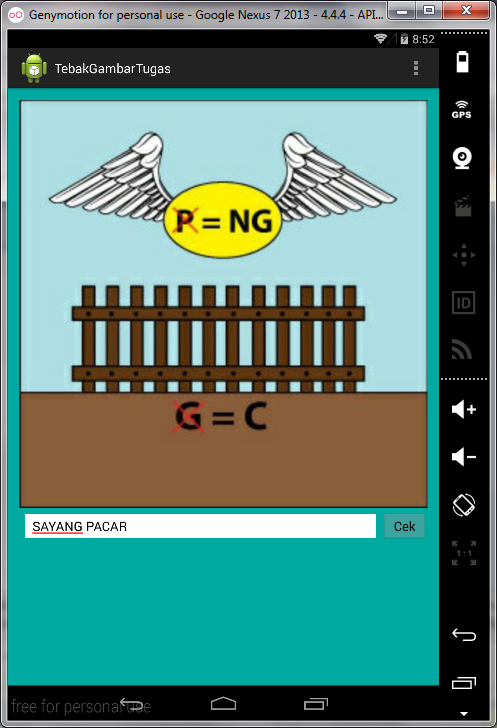 Genymotion for personal use - Google Nexus 7 2013 - 4.4.4 - API...
8:52
TebakGambarTugas
GPS
P = NG
G = C
ID
SAYANG PACAR
Cek
1:1
free for personal use